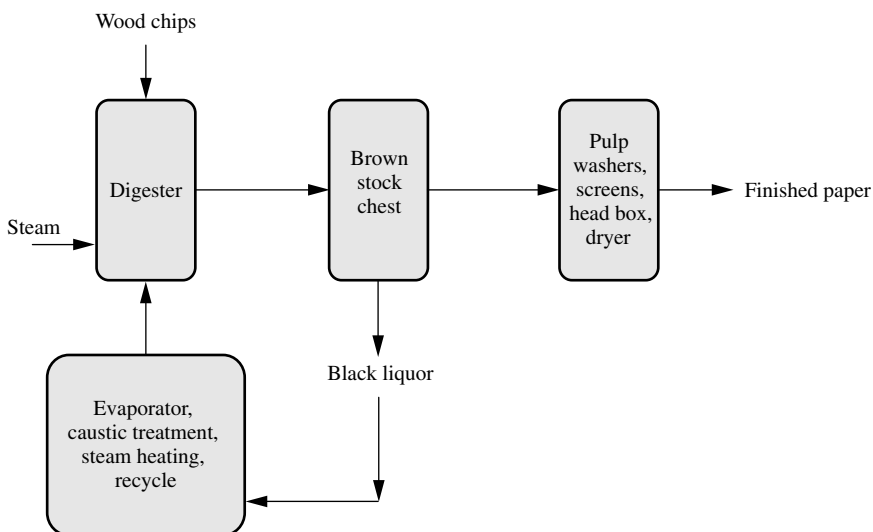 Wood chips
Digester
Steam
Brown
stock
chest
Pulp
washers,
screens,
head box,
dryer
Finished paper
Black liquor
Evaporator,
caustic treatment,
steam heating,
recycle